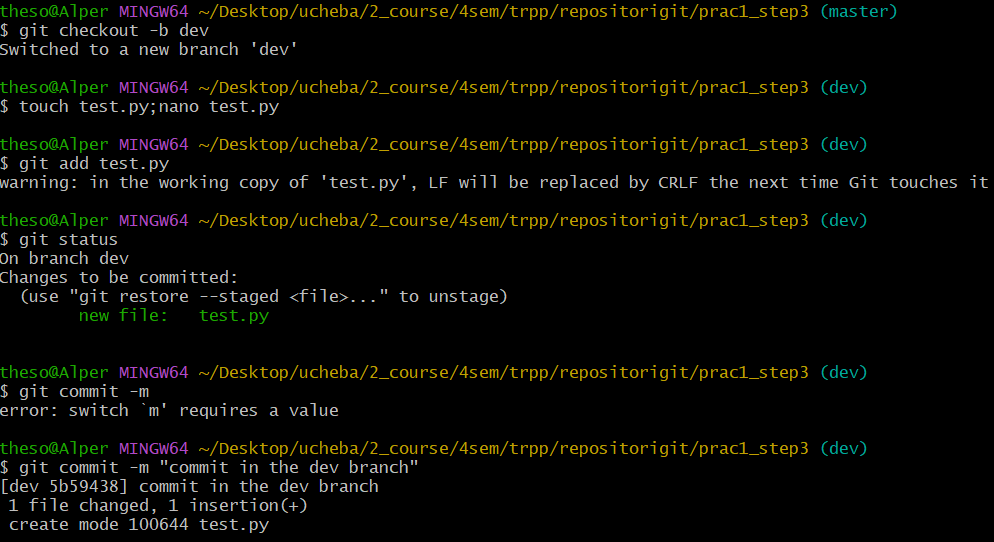 theso@Alper MINGW64 ~/Desktop/ucheba/2_course/4sem/trpp/repositorigit/prac1_step3 (master)
$ git checkout -b dev
Switched to a new branch 'dev'
theso@Alper MINGW64 ~/Desktop/ucheba/2_course/4sem/trpp/repositorigit/prac1_step3 (dev)
$ touch test.py;nano test.py
theso@Alper MINGW64 ~/Desktop/ucheba/2_course/4sem/trpp/repositorigit/prac1_step3 (dev)
$ git add test.py
warning: in the working copy of 'test.py', LF will be replaced by CRLF the next time Git touches it
theso@Alper MINGW64 ~/Desktop/ucheba/2_course/4sem/trpp/repositorigit/prac1_step3 (dev)
$ git status
On branch dev
Changes to be committed:
  (use "git restore --staged <file>..." to unstage)
        new file:   test.py
theso@Alper MINGW64 ~/Desktop/ucheba/2_course/4sem/trpp/repositorigit/prac1_step3 (dev)
$ git commit -m
error: switch `m' requires a value
theso@Alper MINGW64 ~/Desktop/ucheba/2_course/4sem/trpp/repositorigit/prac1_step3 (dev)
$ git commit -m "commit in the dev branch"
[dev 5b59438] commit in the dev branch
 1 file changed, 1 insertion(+)
 create mode 100644 test.py